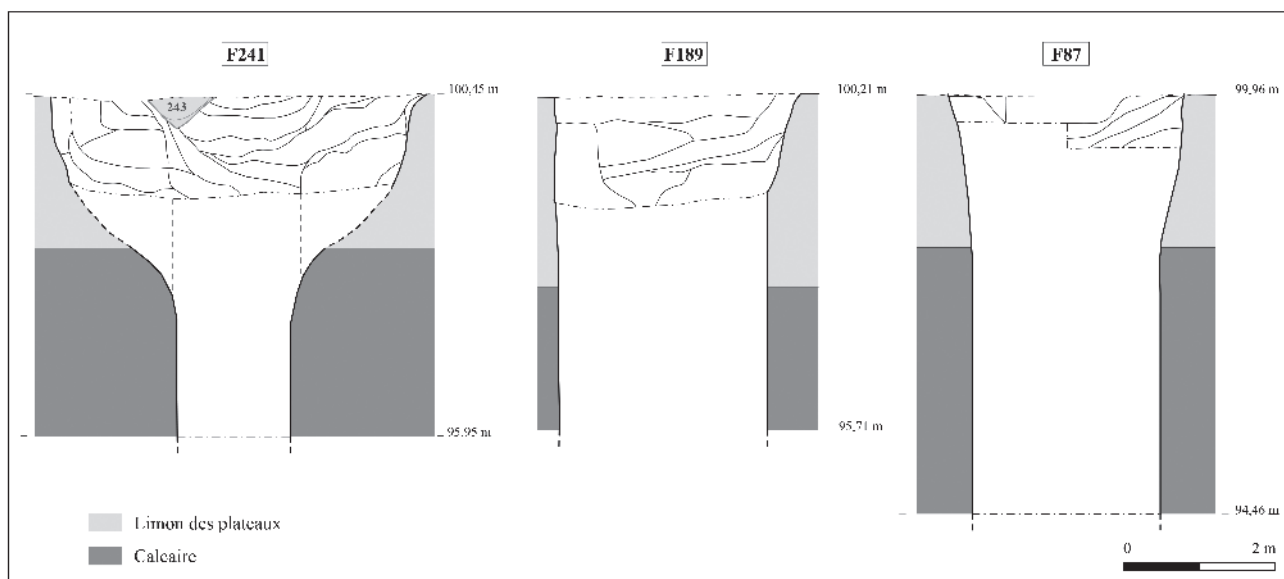 F241
F189
F87
243
100,45 m
100,21 m
99,96 m
95,95 m
95,71 m
94,46 m
Limon des plateaux
Calcaire
0 2 m